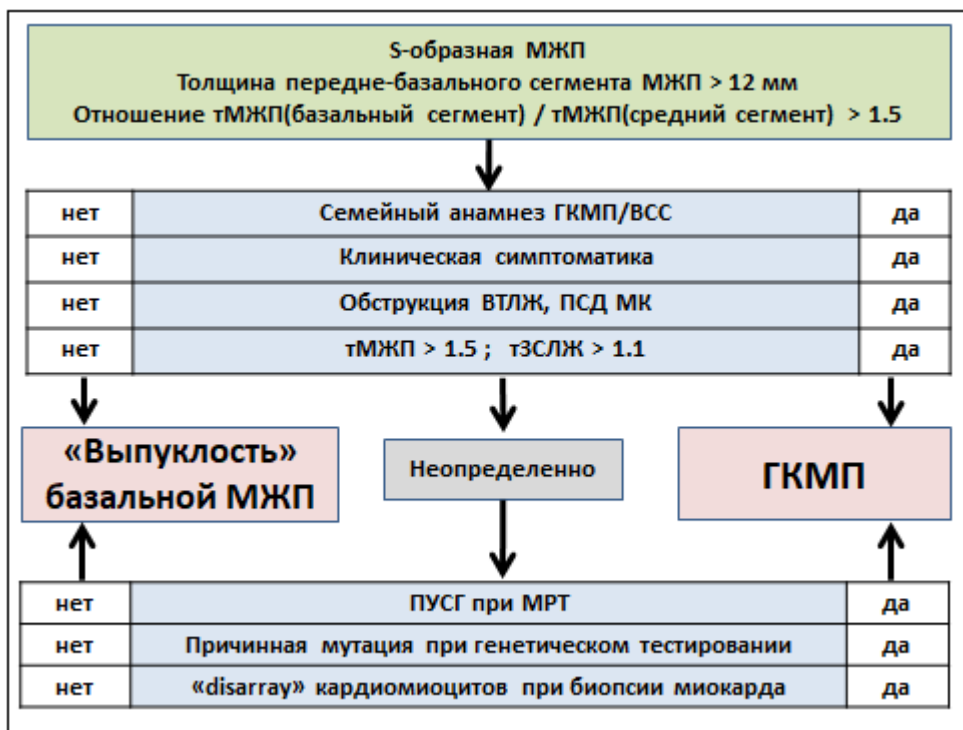 S-образная МЖП
Толщина передне-базального сегмента МЖП > 12 мм
Отношение тМЖП(базальный сегмент) / тМЖП(средний сегмент) > 1.5
нет Семейный анамнез ГКМП/ВСС да
нет Клиническая симптоматика да
нет Обструкция ВТЛЖ, ПСД МК да
нет тМЖП > 1.5 ; тЗСЛЖ > 1.1 да
«Выпуклость»
базальной МЖП
Неопределенно
ГКМП
нет ПУСГ при МРТ да
нет Причинная мутация при генетическом тестировании да
нет «disarray» кардиомиоцитов при биопсии миокарда да